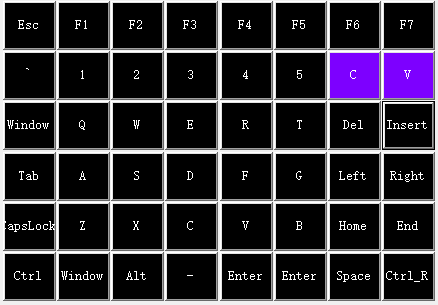 Esc F1 F2 F3 F4 F5 F6 F7
` 1 2 3 4 5 C V
Window Q W E R T Del Insert
Tab A S D F G Left Right
CapsLock Z X C V B Home End
Ctrl Window Alt - Enter Enter Space Ctrl_R